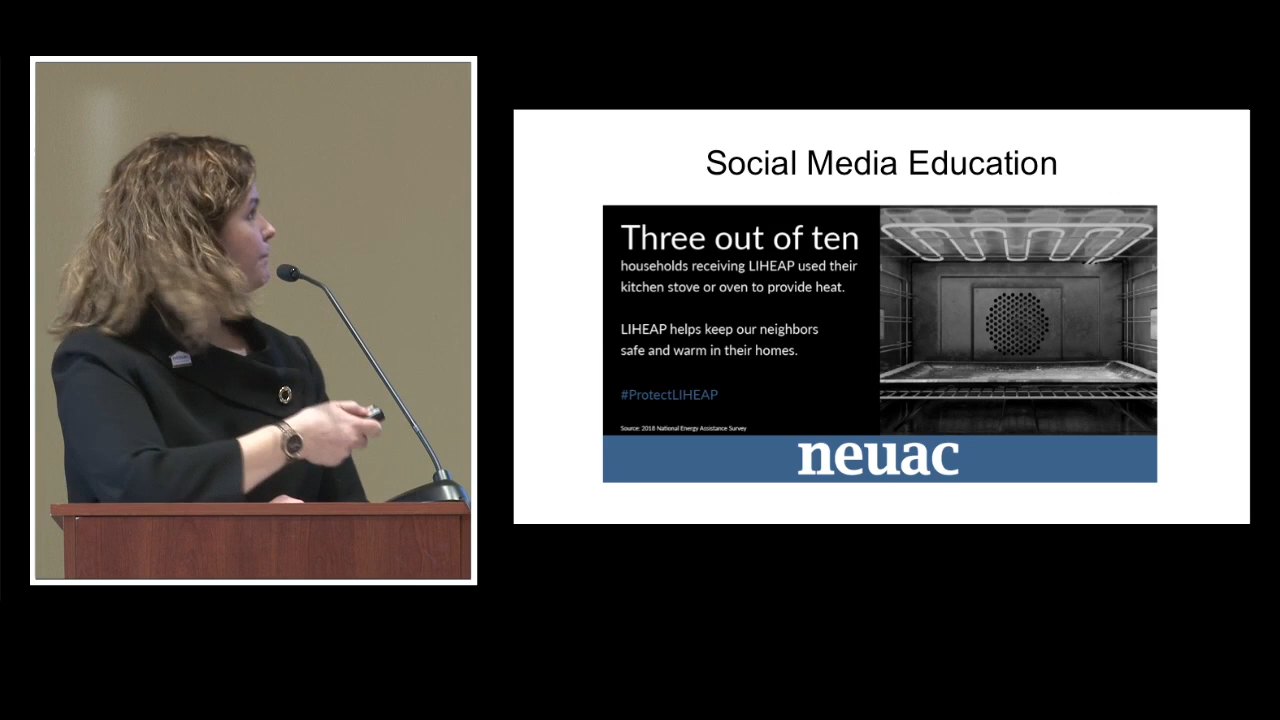 Social Media Education
Three out of ten
households receiving LIHEAP used their
kitchen stove or oven to provide heat.
LIHEAP helps keep our neighbors
safe and warm in their homes.
#ProtectLIHEAP
Source: 2018 National Energy Assistance Survey
neuac